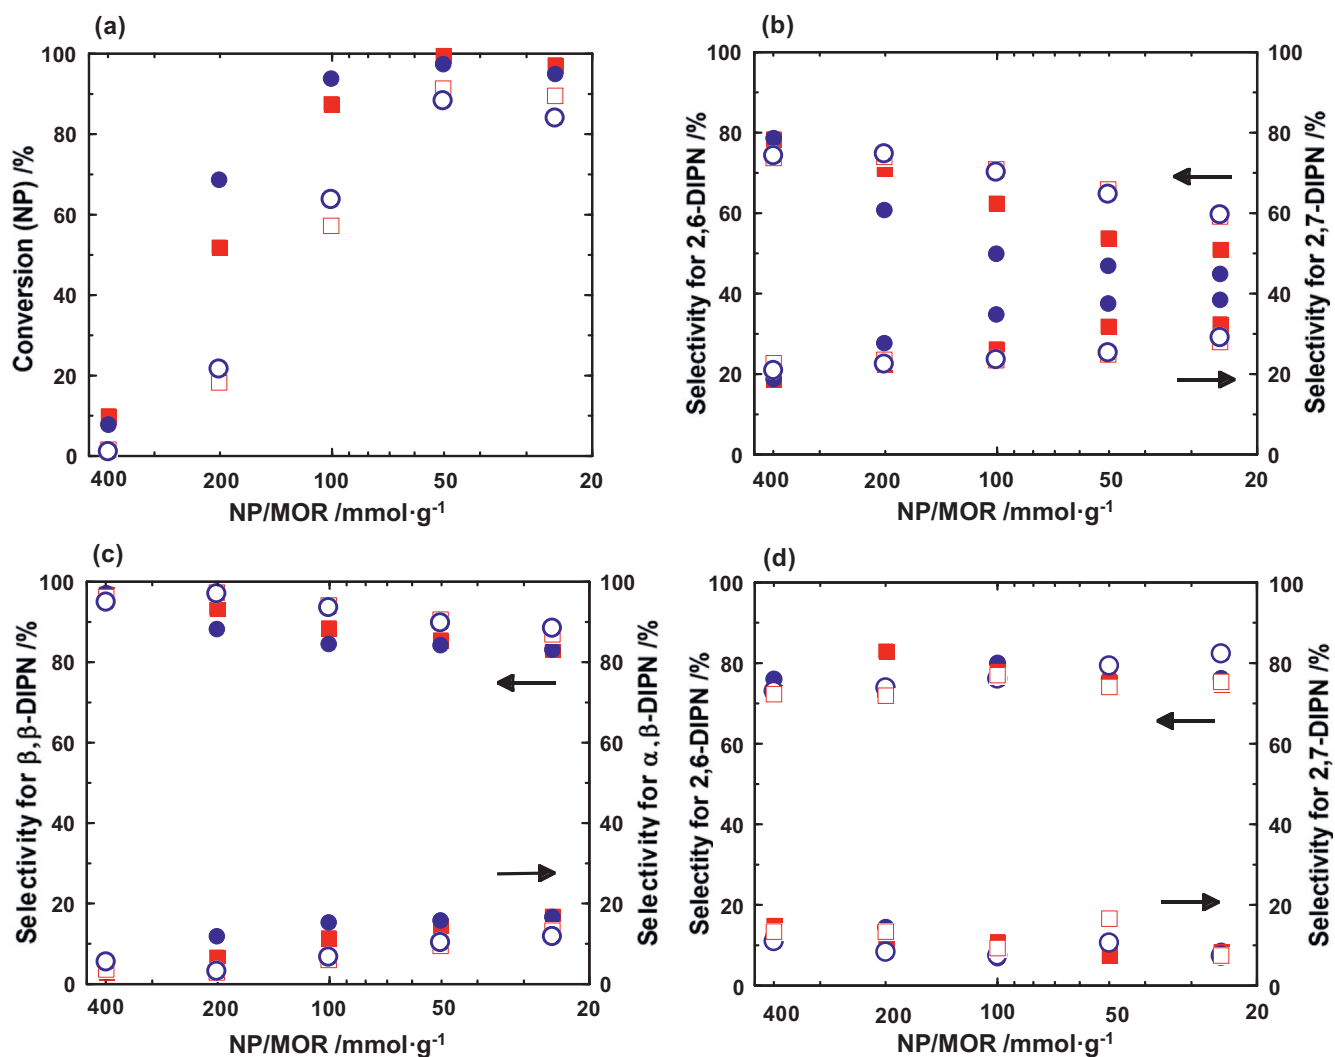 (a)
100
80
60
40
20
0
Conversion (NP) /%
400 200 100 50 20
NP/MOR /mmol·g⁻¹
(b)
100 100
80 80
60 60
40 40
20 20
0 0
Selectivity for 2,6-DIPN /%
Selectivity for 2,7-DIPN /%
400 200 100 50 20
NP/MOR /mmol·g⁻¹
(c)
100 100
80 80
60 60
40 40
20 20
0 0
Selectivity for β,β-DIPN /%
Selectivity for α,β-DIPN /%
400 200 100 50 20
NP/MOR /mmol·g⁻¹
(d)
100 100
80 80
60 60
40 40
20 20
0 0
Selectity for 2,6-DIPN /%
Selectivity for 2,7-DIPN /%
400 200 100 50 20
NP/MOR /mmol·g⁻¹